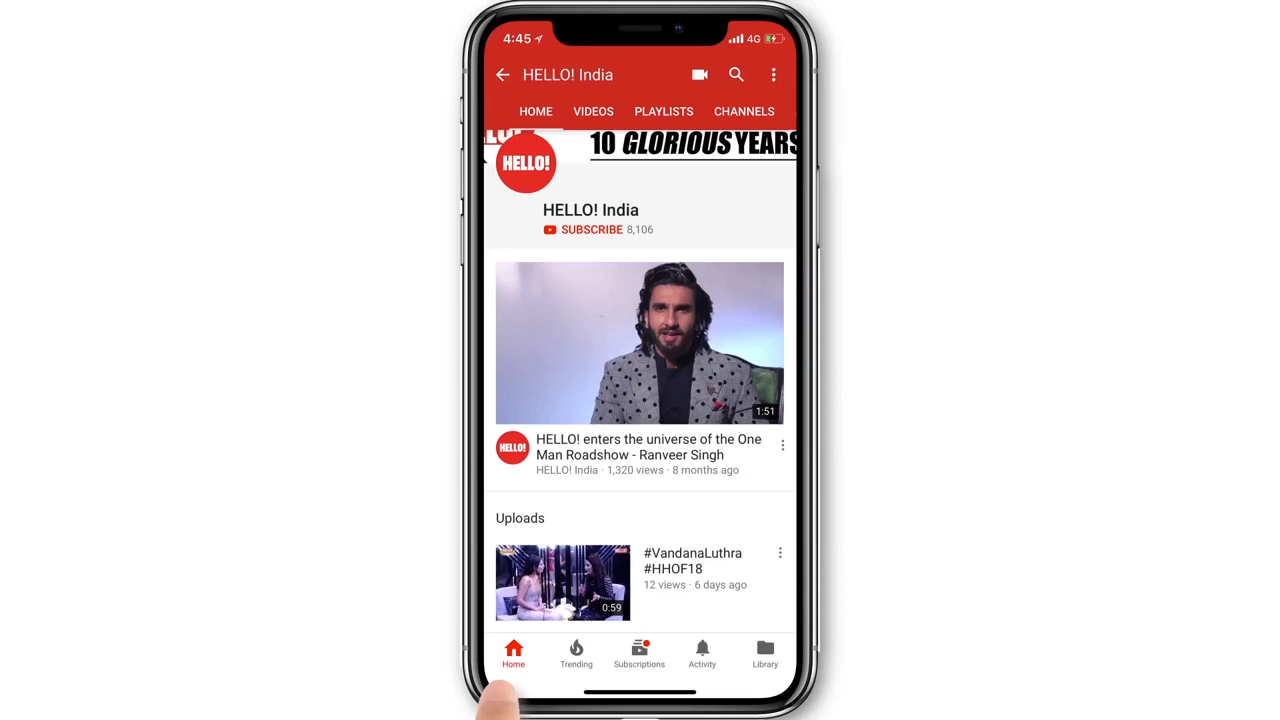 4:45 4G
HELLO! India
HOME VIDEOS PLAYLISTS CHANNELS
10 GLORIOUS YEARS
HELLO!
HELLO! India
SUBSCRIBE 8,106
1:51
HELLO!
HELLO! enters the universe of the One
Man Roadshow - Ranveer Singh
HELLO! India · 1,320 views · 8 months ago
Uploads
#VandanaLuthra
#HHOF18
12 views · 6 days ago
0:59
Home Trending Subscriptions Activity Library